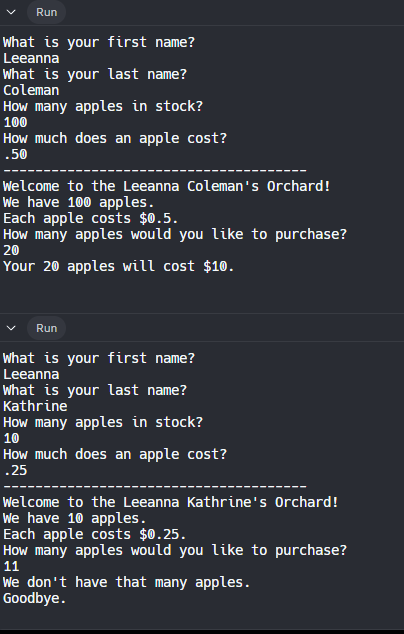 Run
What is your first name?
Leeanna
What is your last name?
Coleman
How many apples in stock?
100
How much does an apple cost?
.50
--------------------------------------
Welcome to the Leeanna Coleman's Orchard!
We have 100 apples.
Each apple costs $0.5.
How many apples would you like to purchase?
20
Your 20 apples will cost $10.
Run
What is your first name?
Leeanna
What is your last name?
Kathrine
How many apples in stock?
10
How much does an apple cost?
.25
--------------------------------------
Welcome to the Leeanna Kathrine's Orchard!
We have 10 apples.
Each apple costs $0.25.
How many apples would you like to purchase?
11
We don't have that many apples.
Goodbye.